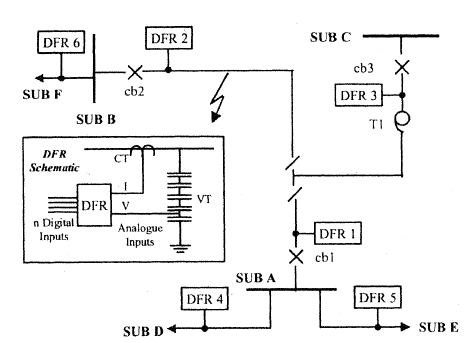 DFR 6
DFR 2
SUB C
cb3
SUB F
cb2
DFR 3
SUB B
T1
DFR
Schematic
CT
I
VT
DFR
V
n Digital
Inputs
Analogue
Inputs
DFR 1
cb1
SUB A
DFR 4
DFR 5
SUB D
SUB E